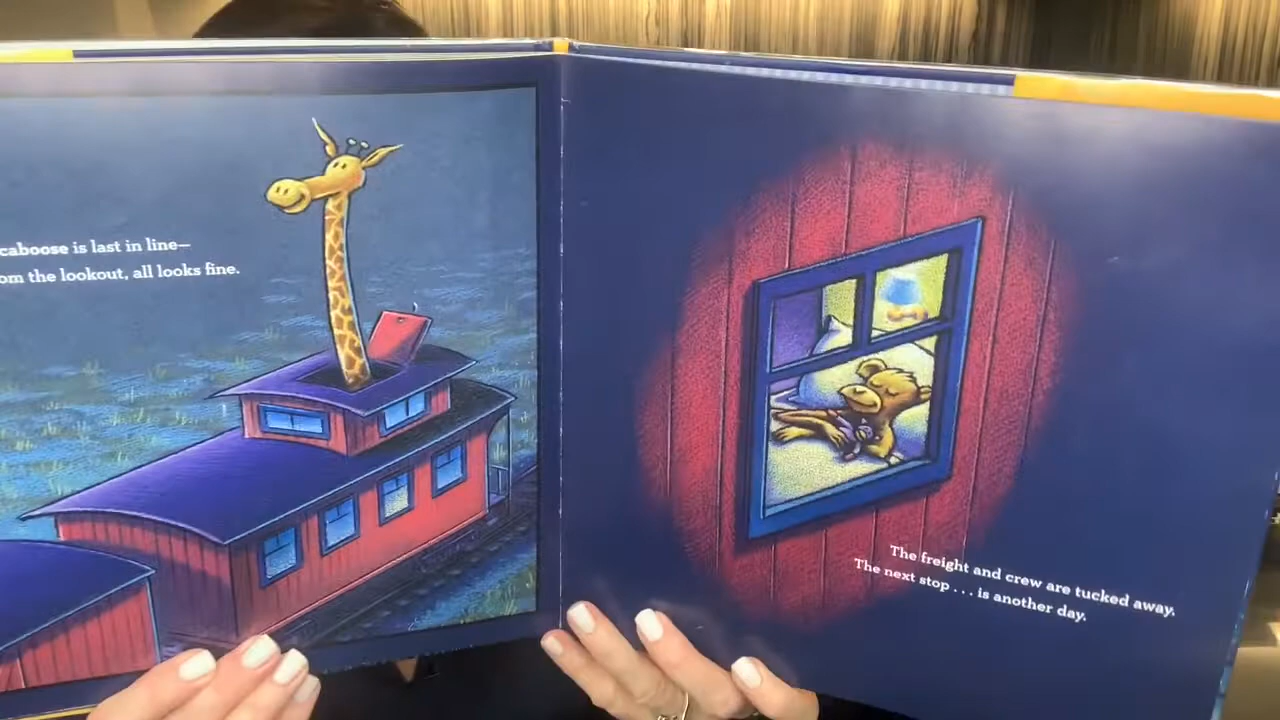 caboose is last in line—
om the lookout, all looks fine.
The freight and crew are tucked away.
The next stop . . . is another day.